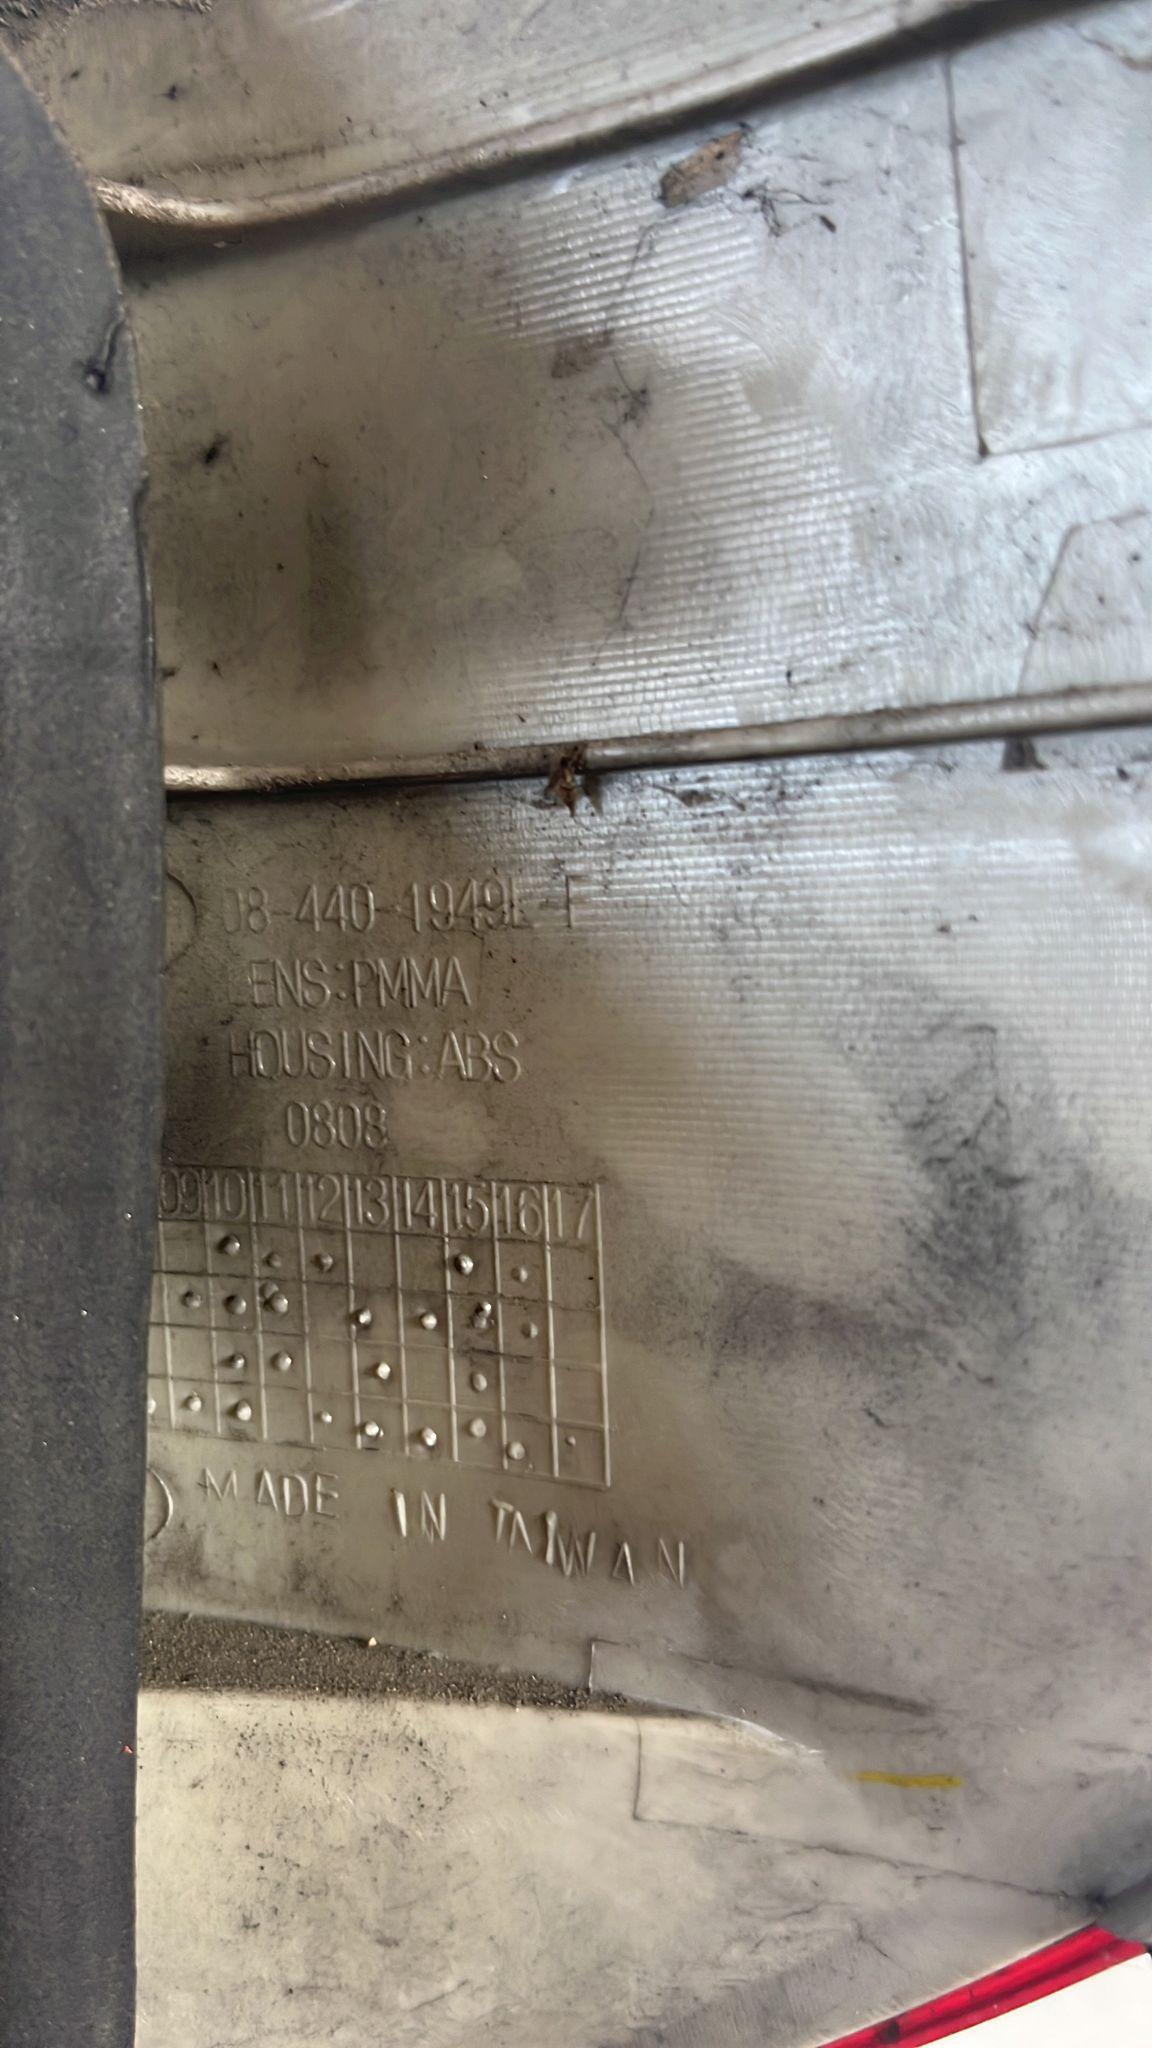 08-440-1949L-F
LENS:PMMA
HOUSING:ABS
0808
09 10 11 12 13 14 15 16 17
MADE IN TAIWAN